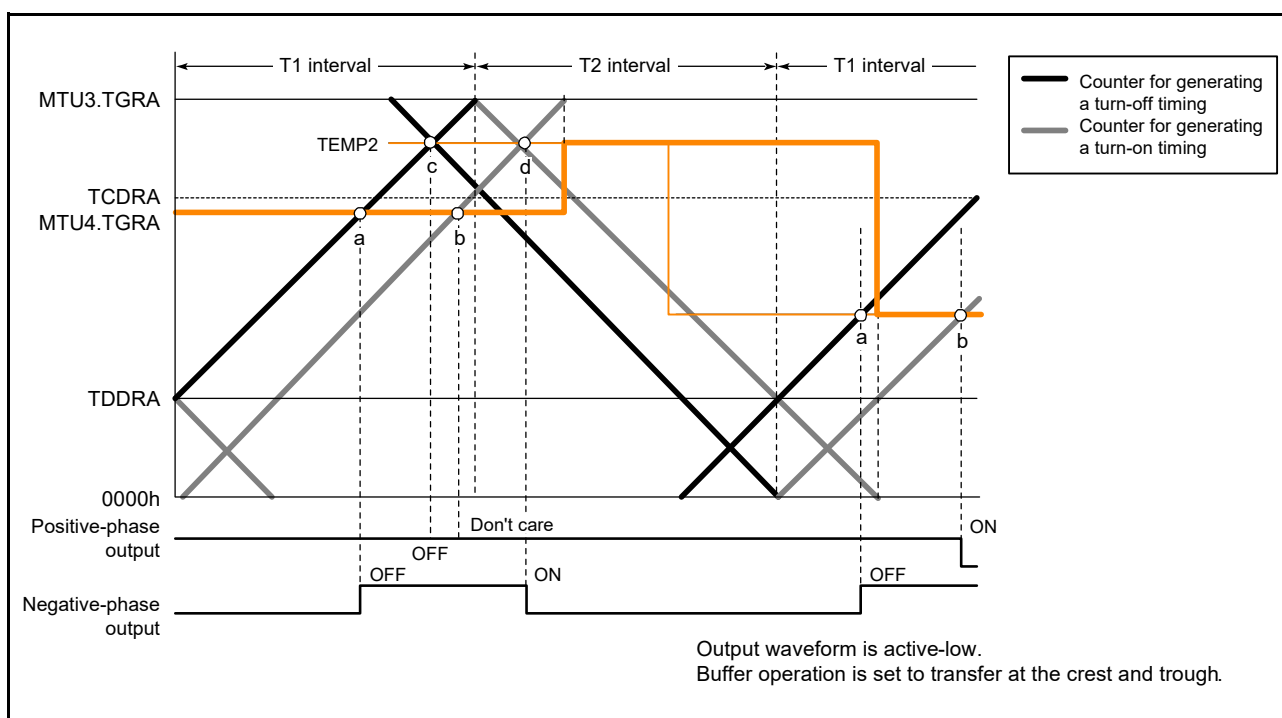 T1 interval
T2 interval
T1 interval
Counter for generating
a turn-off timing
Counter for generating
a turn-on timing
MTU3.TGRA
TEMP2
c
d
TCDRA
MTU4.TGRA
a
b
a
b
TDDRA
0000h
Positive-phase
output
Don't care
ON
OFF
OFF
ON
OFF
Negative-phase
output
Output waveform is active-low.
Buffer operation is set to transfer at the crest and trough.